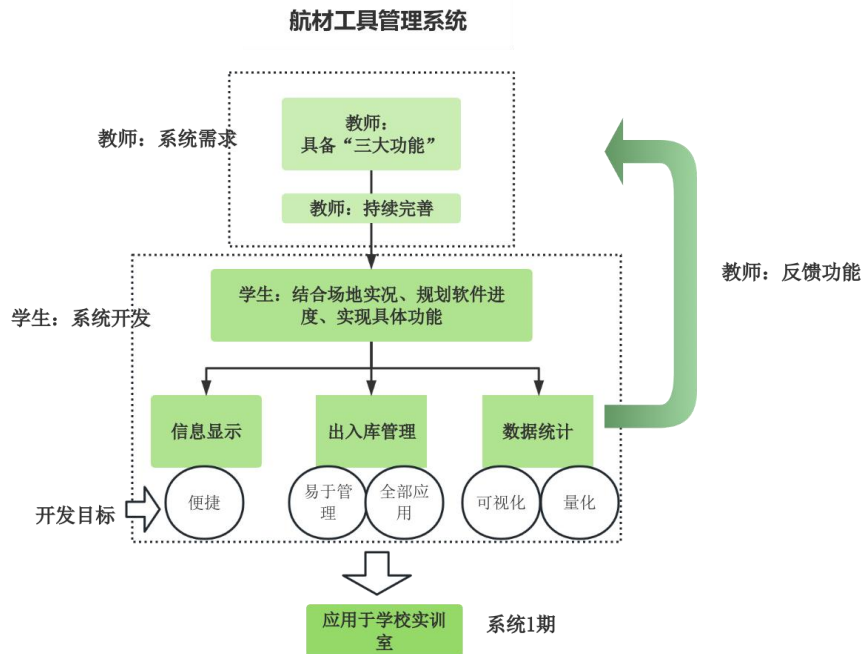 航材工具管理系统
教师：
具备“三大功能”
教师：系统需求
教师：持续完善
教师：反馈功能
学生：结合场地实况、规划软件进
度、实现具体功能
学生：系统开发
信息显示
出入库管理
数据统计
便捷
易于管
理
全部应
用
可视化
量化
开发目标
应用于学校实训
室
系统1期